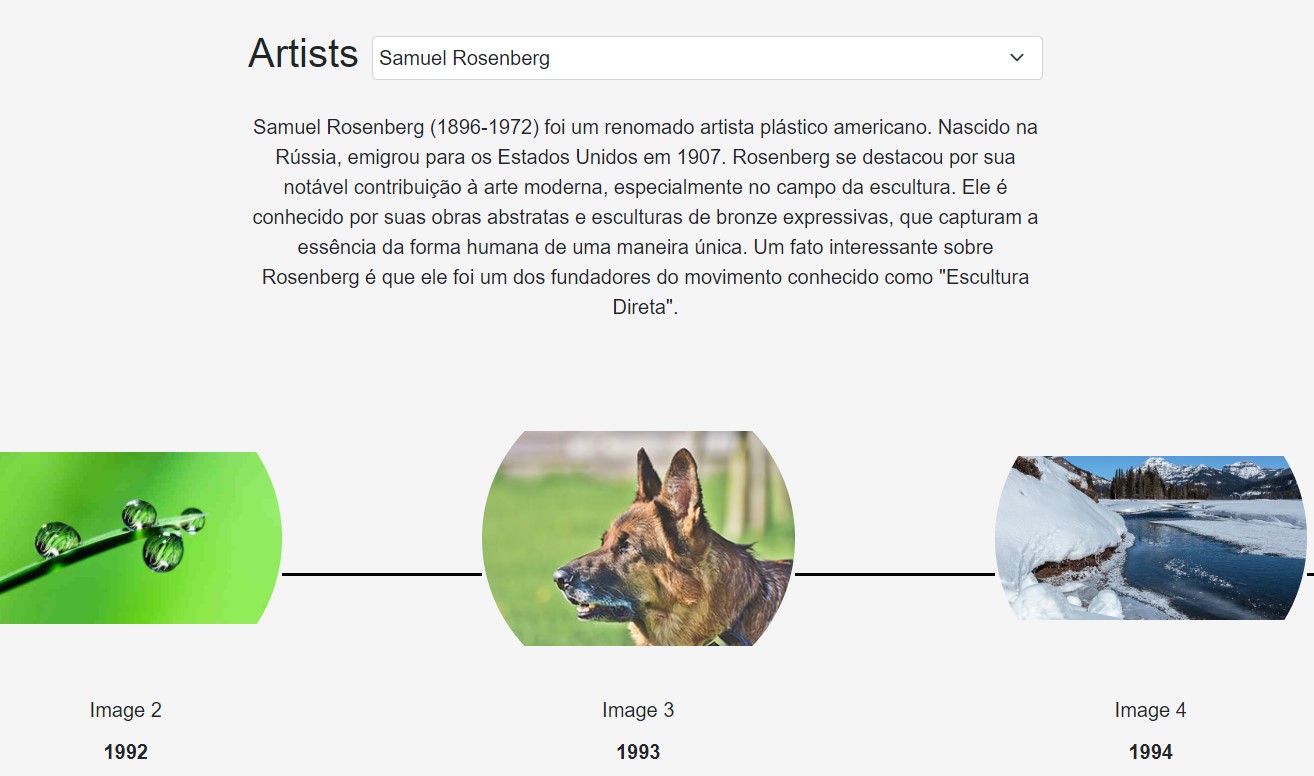 Artists
Samuel Rosenberg
Samuel Rosenberg (1896-1972) foi um renomado artista plástico americano. Nascido na
Rússia, emigrou para os Estados Unidos em 1907. Rosenberg se destacou por sua
notável contribuição à arte moderna, especialmente no campo da escultura. Ele é
conhecido por suas obras abstratas e esculturas de bronze expressivas, que capturam a
essência da forma humana de uma maneira única. Um fato interessante sobre
Rosenberg é que ele foi um dos fundadores do movimento conhecido como "Escultura
Direta".
Image 2
1992
Image 3
1993
Image 4
1994